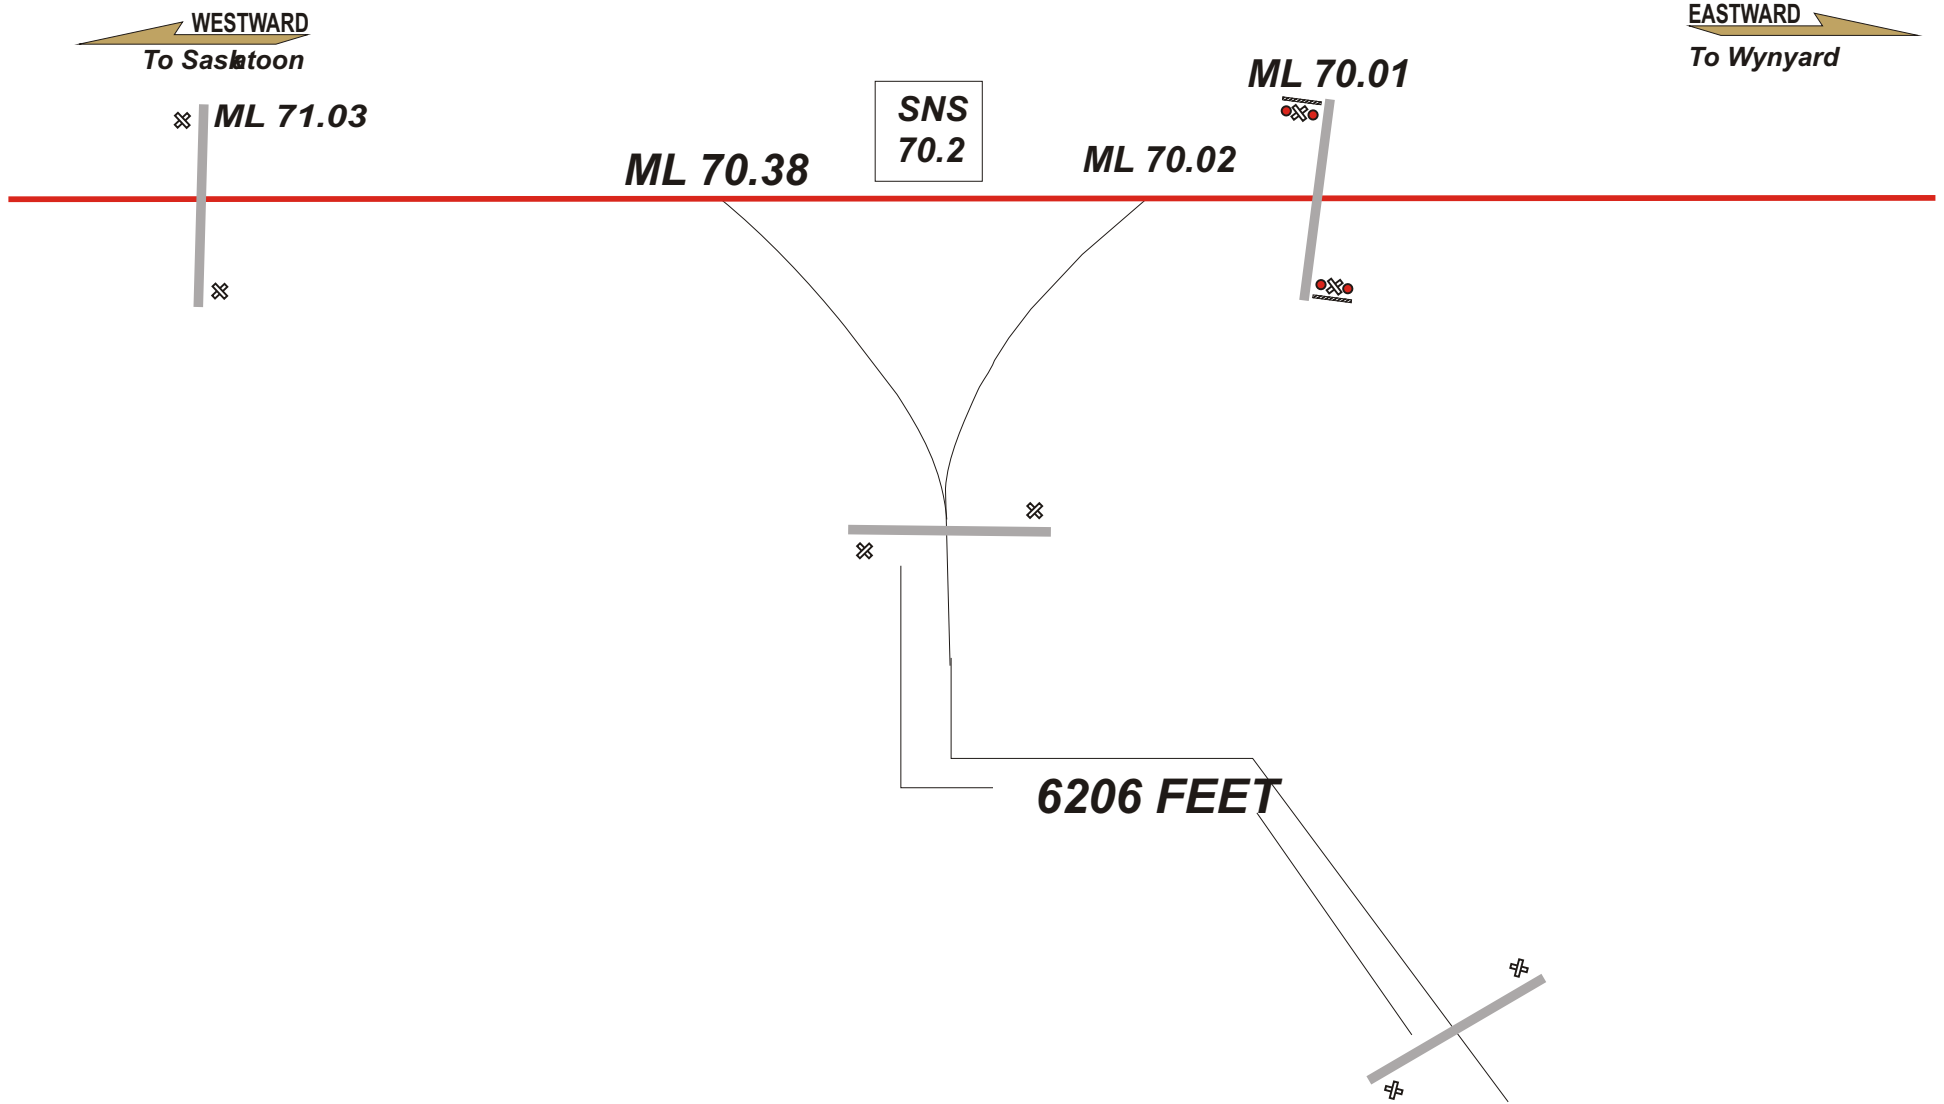 WESTWARD
To Saskatoon
EASTWARD
To Wynyard
ML 71.03
ML 70.38
SNS
70.2
ML 70.02
ML 70.01
6206 FEET